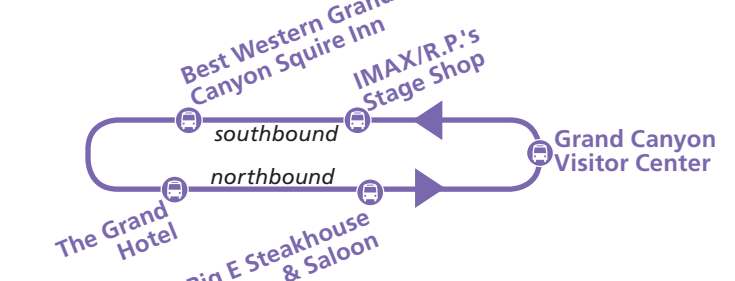 Best Western Grand
Canyon Squire Inn
IMAX/R.P.'s
Stage Shop
southbound
Grand Canyon
Visitor Center
northbound
The Grand
Hotel
Big E Steakhouse
& Saloon